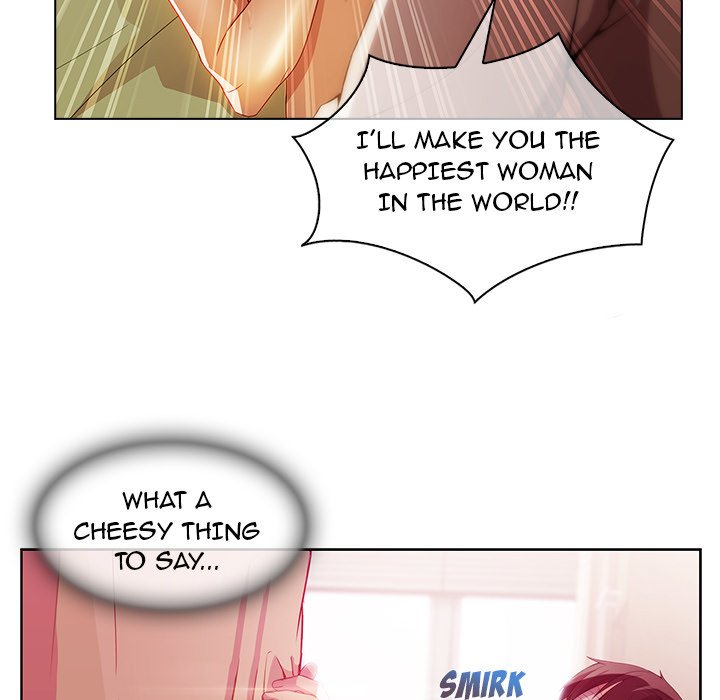 I'LL MAKE YOU THE
HAPPIEST WOMAN
IN THE WORLD!!
WHAT A
CHEESY THING
TO SAY...
SMIRK